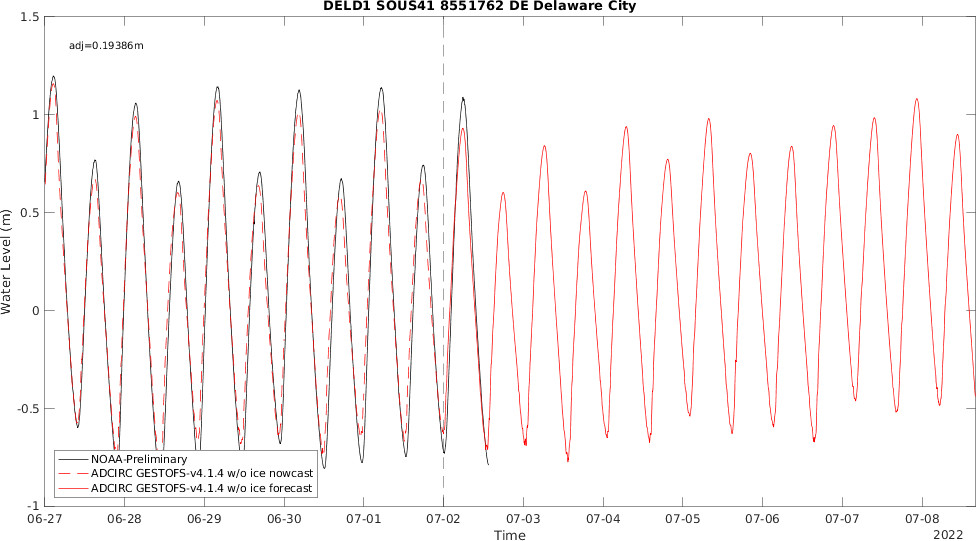 DELD1 SOUS41 8551762 DE Delaware City
1.5
adj=0.19386m
1
0.5
0
-0.5
-1
Water Level (m)
NOAA-Preliminary
ADCIRC GESTOFS-v4.1.4 w/o ice nowcast
ADCIRC GESTOFS-v4.1.4 w/o ice forecast
06-27 06-28 06-29 06-30 07-01 07-02 07-03 07-04 07-05 07-06 07-07 07-08
Time
2022